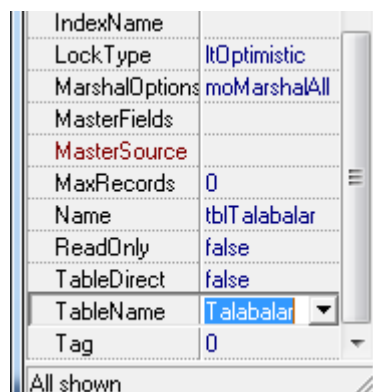 IndexName
LockType ltOptimistic
MarshalOptions moMarshalAll
MasterFields
MasterSource
MaxRecords 0
Name tblTalabalar
ReadOnly false
TableDirect false
TableName Talabalar
Tag 0
All shown